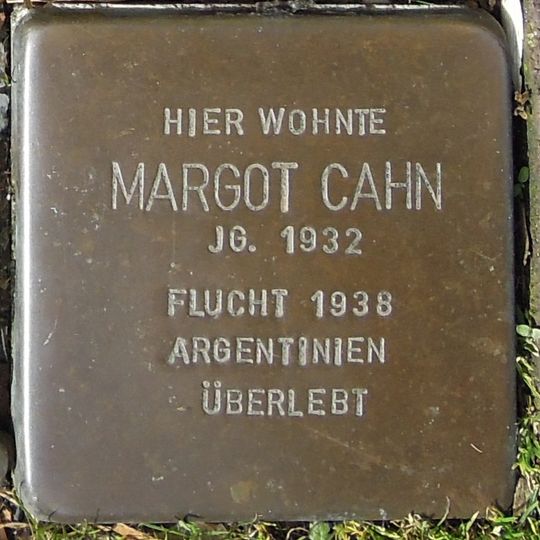 HIER WOHNTE
MARGOT CAHN
JG. 1932
FLUCHT 1938
ARGENTINIEN
ÜBERLEBT